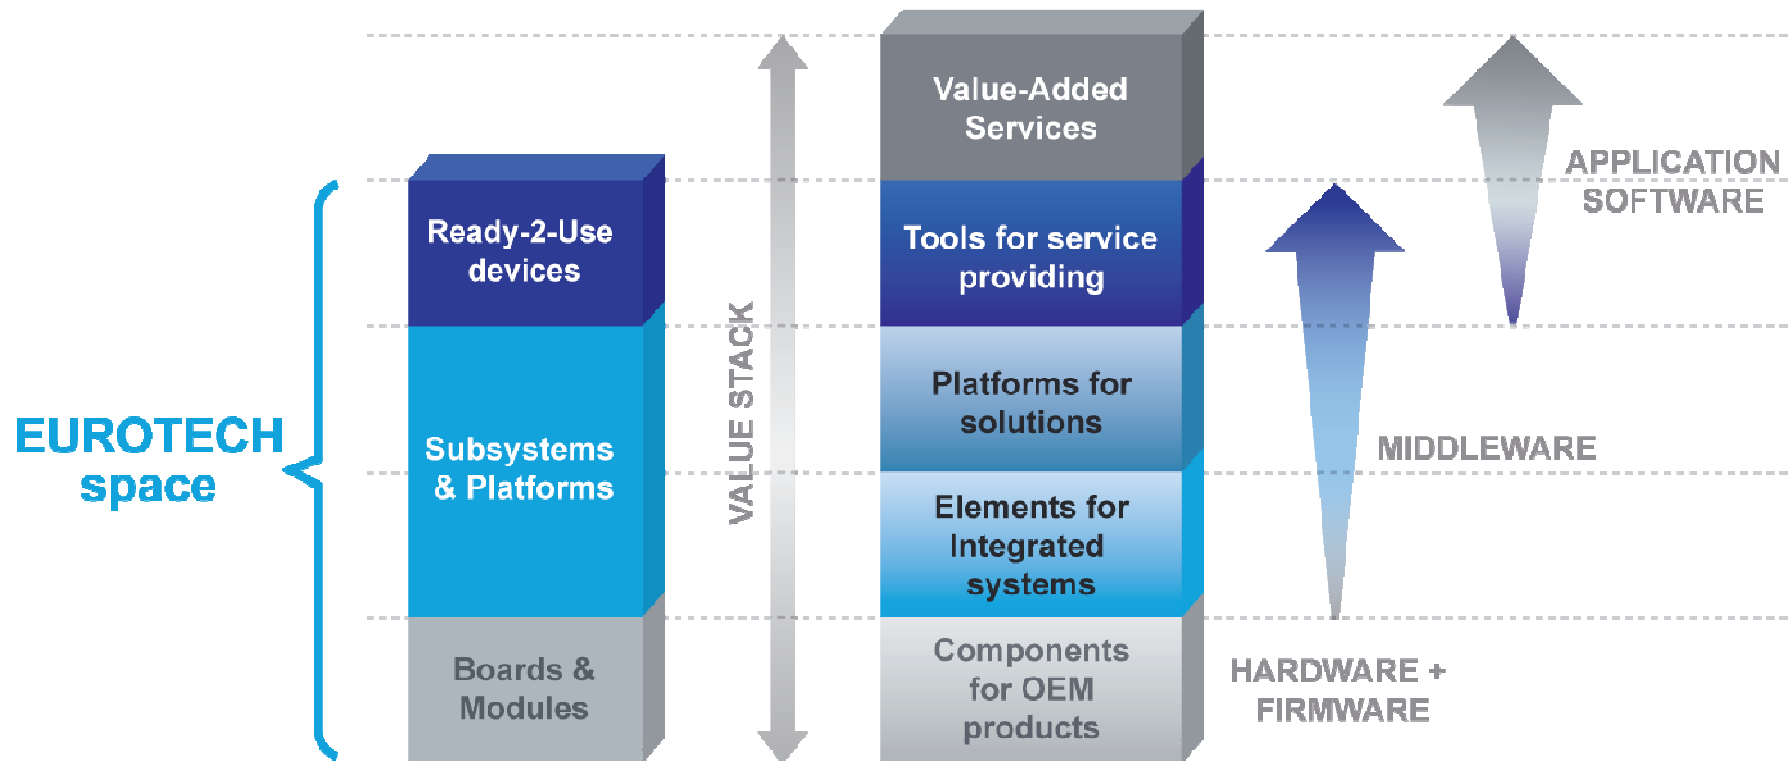 EUROTECH
space
Ready-2-Use
devices
Subsystems
& Platforms
Boards &
Modules
VALUE STACK
Value-Added
Services
Tools for service
providing
Platforms for
solutions
Elements for
Integrated
systems
Components
for OEM
products
APPLICATION
SOFTWARE
MIDDLEWARE
HARDWARE +
FIRMWARE